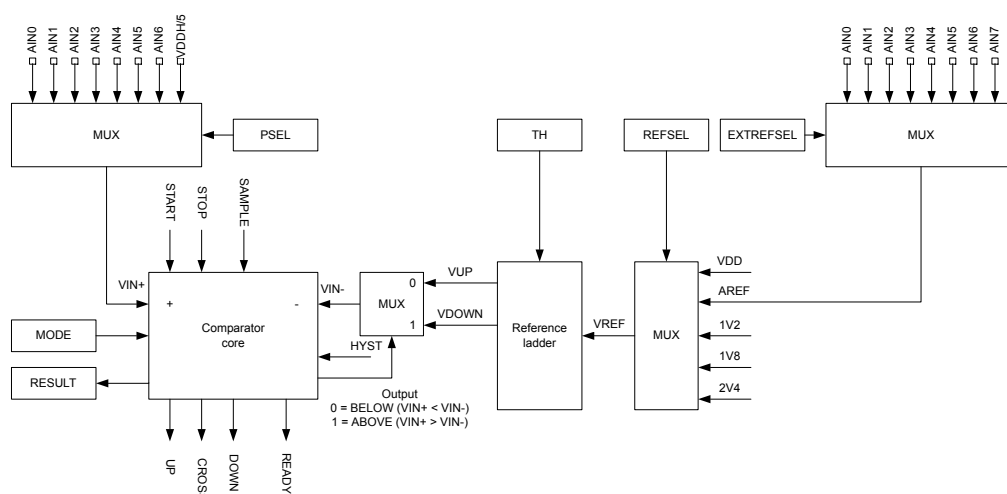 AIN0
AIN1
AIN2
AIN3
AIN4
AIN5
AIN6
VDDH/5
AIN0
AIN1
AIN2
AIN3
AIN4
AIN5
AIN6
AIN7
MUX
PSEL
TH
REFSEL
EXTREFSEL
MUX
START
STOP
SAMPLE
VIN+
+
-
VIN-
MUX
0
1
VUP
VDOWN
HYST
MODE
RESULT
Comparator
core
Reference
ladder
VREF
MUX
VDD
AREF
1V2
1V8
2V4
Output
0 = BELOW (VIN+ < VIN-)
1 = ABOVE (VIN+ > VIN-)
UP
CROS
DOWN
READY